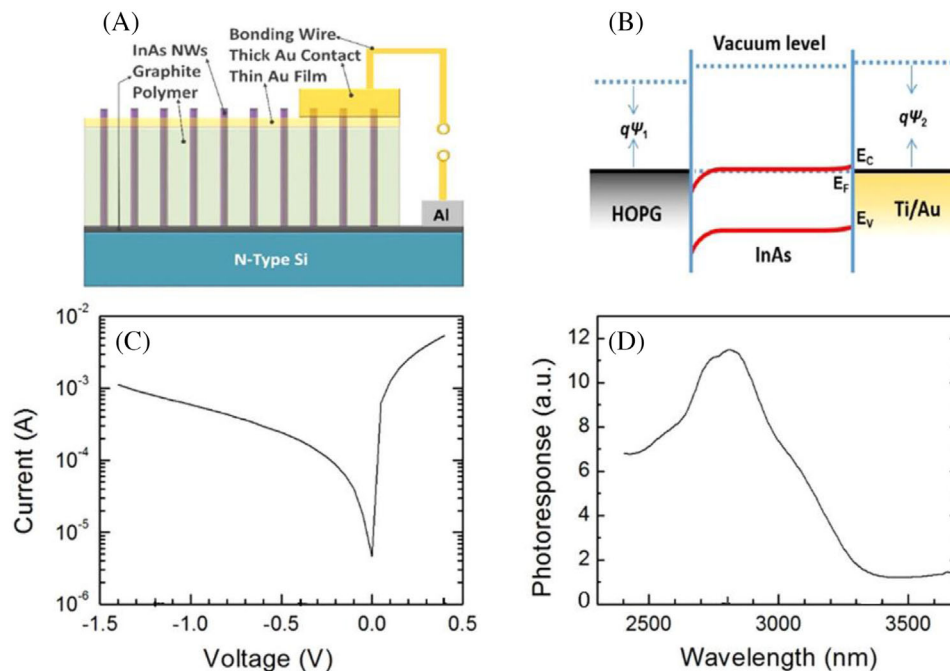 (A)
Bonding Wire
InAs NWs
Thick Au Contact
Graphite
Thin Au Film
Polymer
Al
N-Type Si
(B)
Vacuum level
qΨ1
qΨ2
EC
EF
HOPG
EV
Ti/Au
InAs
(C)
10-2
10-3
10-4
10-5
10-6
Current (A)
-1.5 -1.0 -0.5 0.0 0.5
Voltage (V)
(D)
12
10
8
6
4
2
0
Photoresponse (a.u.)
2500 3000 3500
Wavelength (nm)